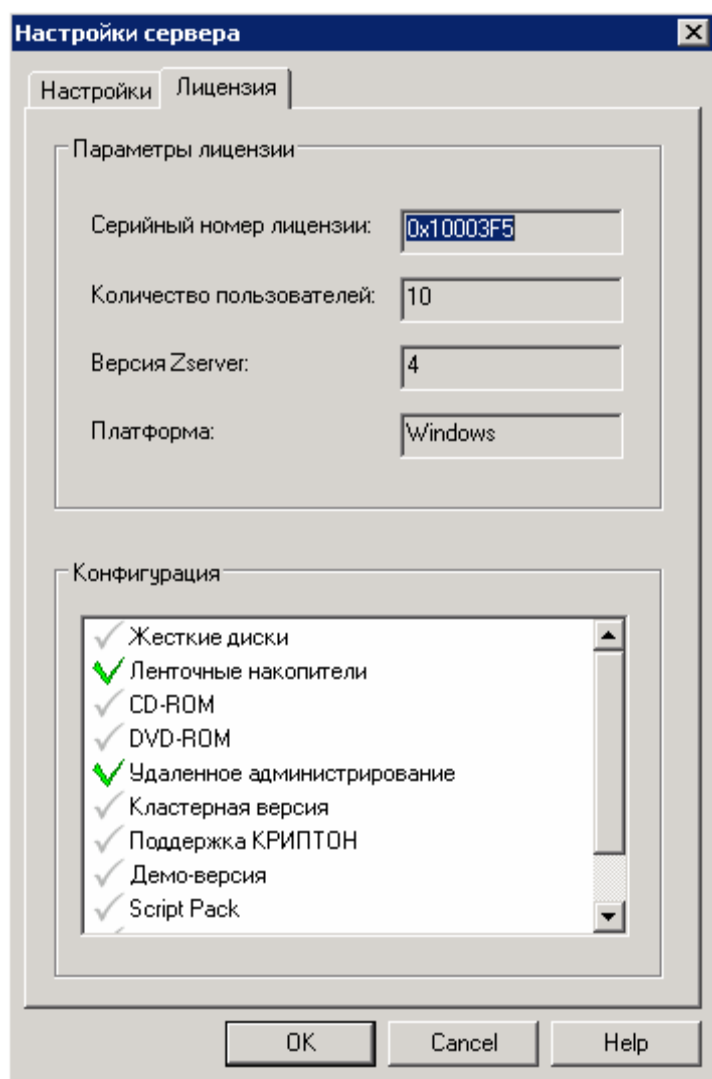 Настройки сервера
Настройки
Лицензия
Параметры лицензии
Серийный номер лицензии: 0x10003F5
Количество пользователей: 10
Версия Zserver: 4
Платформа: Windows
Конфигурация
Жесткие диски
Ленточные накопители
CD-ROM
DVD-ROM
Удаленное администрирование
Кластерная версия
Поддержка КРИПТОН
Демо-версия
Script Pack
OK Cancel Help